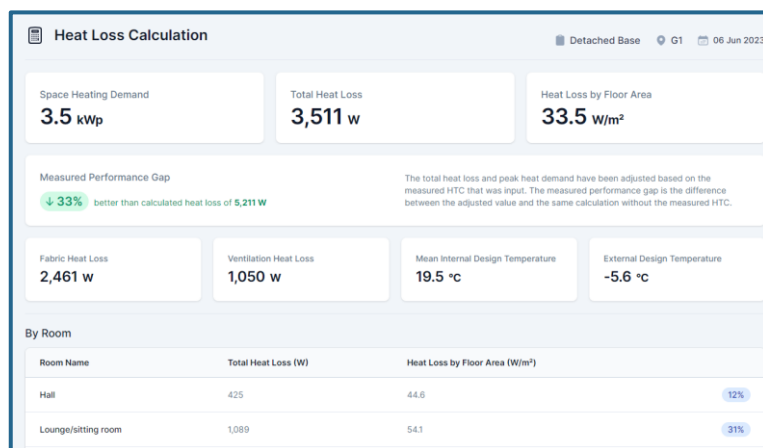 Heat Loss Calculation
Detached Base G1 06 Jun 2023
Space Heating Demand
3.5 kWp
Total Heat Loss
3,511 W
Heat Loss by Floor Area
33.5 W/m²
Measured Performance Gap
↓ 33% better than calculated heat loss of 5,211 W
The total heat loss and peak heat demand have been adjusted based on the
measured HTC that was input. The measured performance gap is the difference
between the adjusted value and the same calculation without the measured HTC.
Fabric Heat Loss
2,461 W
Ventilation Heat Loss
1,050 W
Mean Internal Design Temperature
19.5 °C
External Design Temperature
-5.6 °C
By Room
Room Name Total Heat Loss (W) Heat Loss by Floor Area (W/m²)
Hall 425 44.6 12%
Lounge/sitting room 1,089 54.1 31%